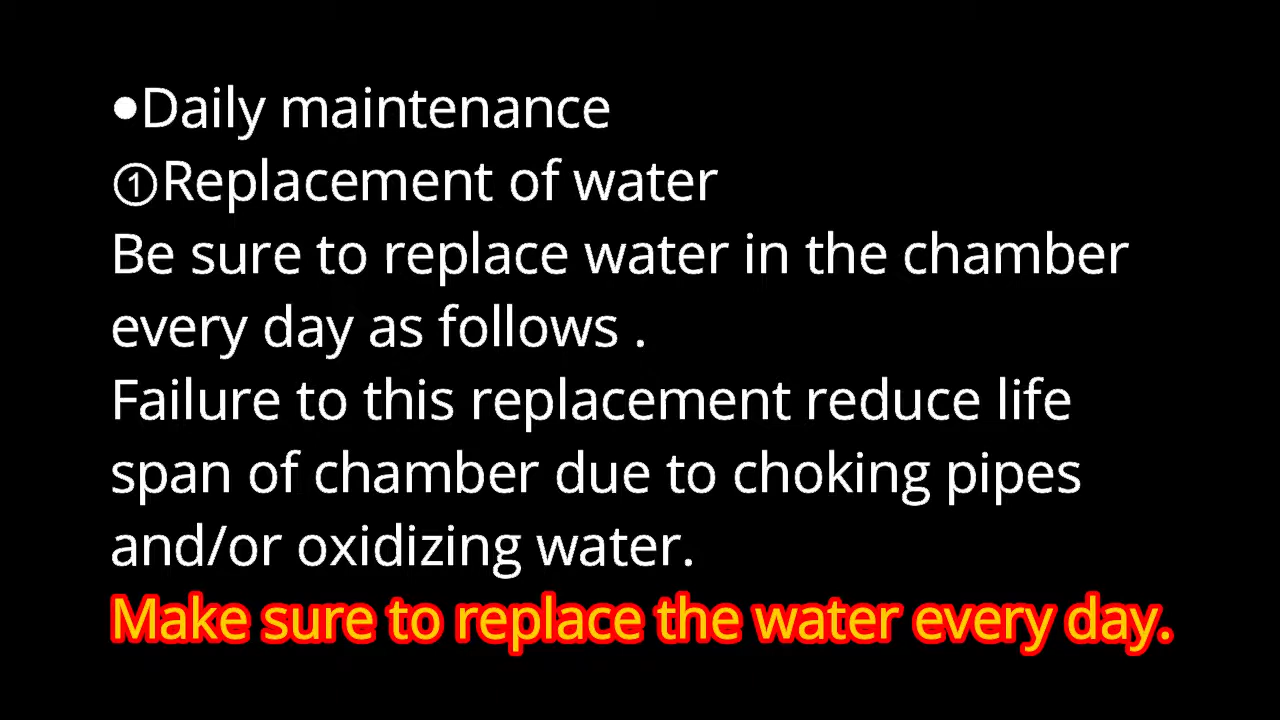 ●Daily maintenance
①Replacement of water
Be sure to replace water in the chamber
every day as follows .
Failure to this replacement reduce life
span of chamber due to choking pipes
and/or oxidizing water.
Make sure to replace the water every day.